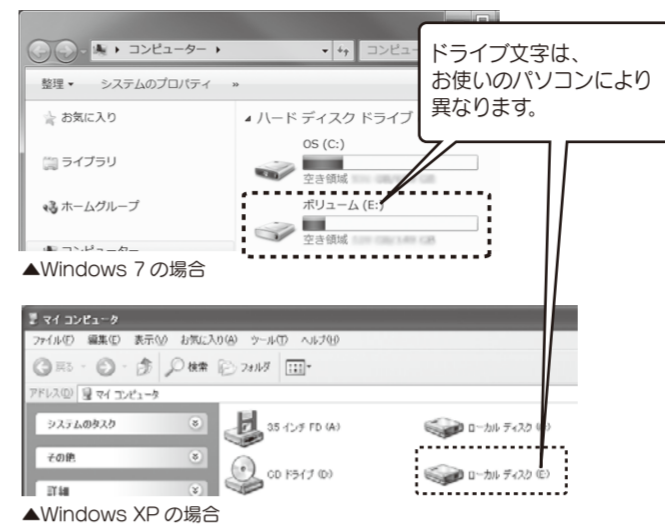 コンピューター
コンピュー
整理
システムのプロパティ
»
お気に入り
ハード ディスク ドライブ
OS (C:)
空き領域
ライブラリ
ボリューム (E:)
空き領域
ホームグループ
コンピューター
ドライブ文字は、
お使いのパソコンにより
異なります。
▲Windows 7 の場合
マイ コンピュータ
ファイル(F) 編集(E) 表示(V) お気に入り(A) ツール(T) ヘルプ(H)
戻る
検索
フォルダ
アドレス(D) マイ コンピュータ
システムのタスク
35 インチ FD (A)
ローカル ディスク
その他
CD ドライブ (D)
ローカル ディスク (E)
詳細
▲Windows XP の場合